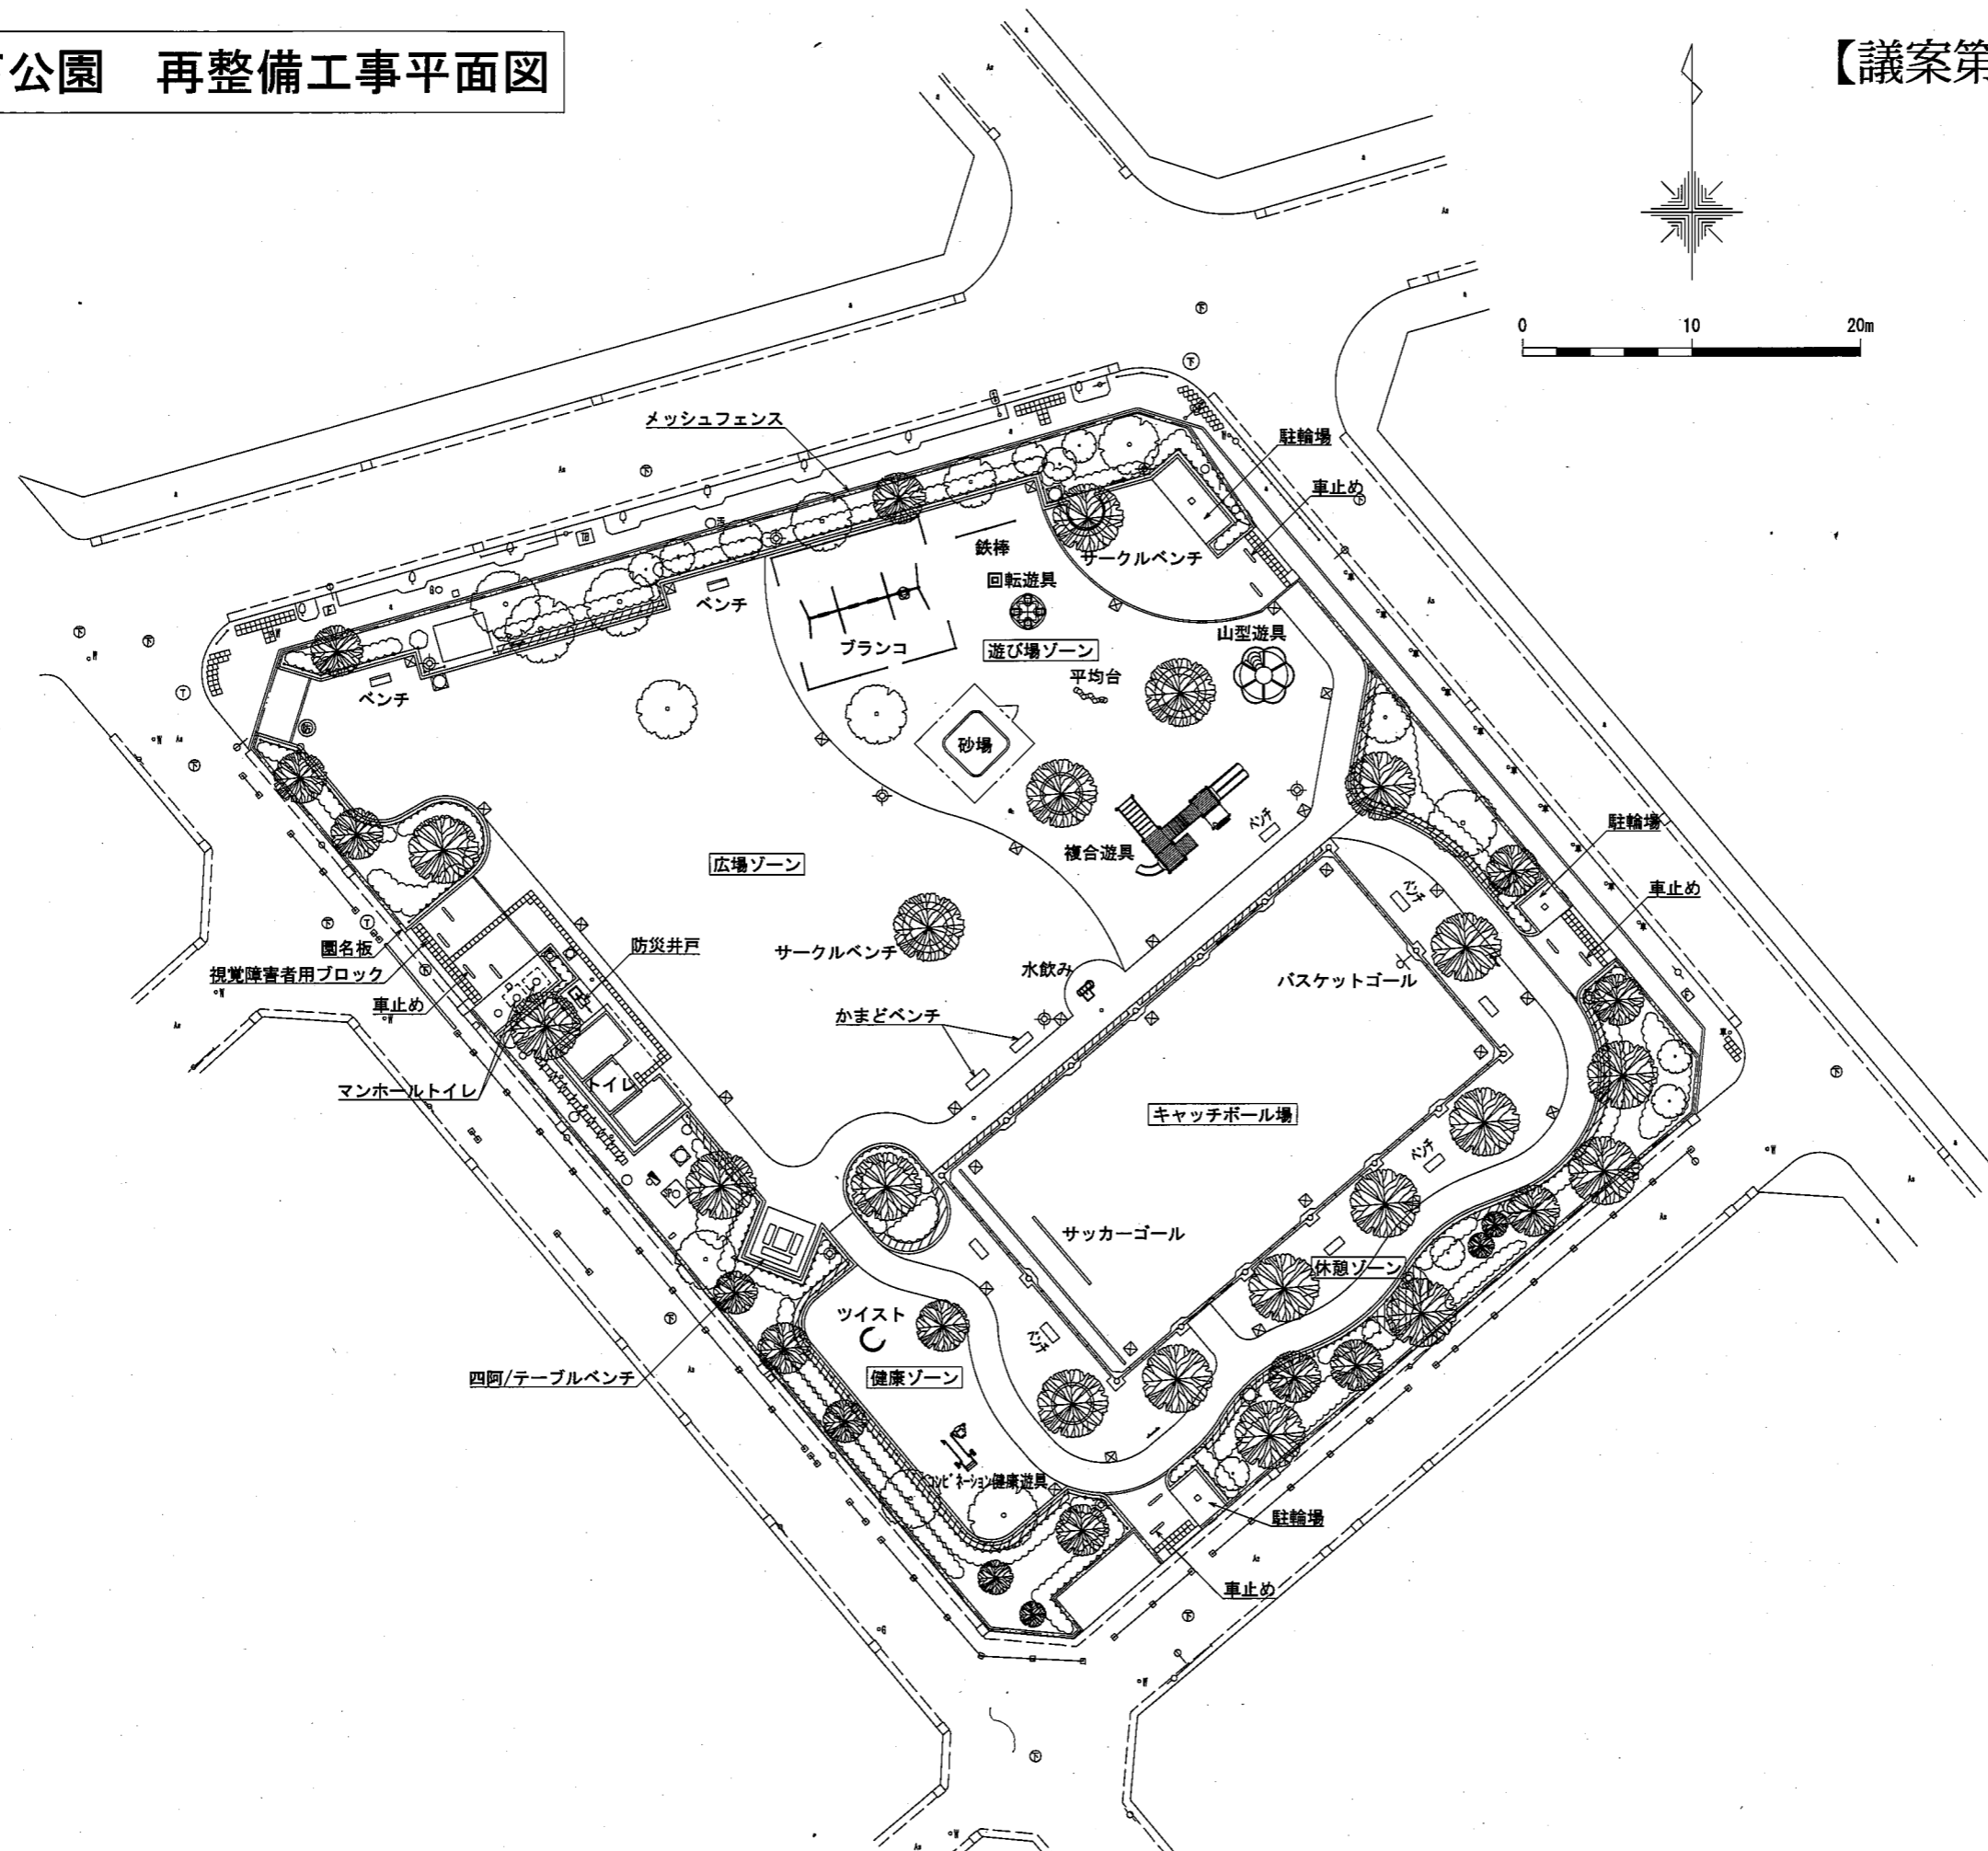 公園 再整備工事平面図
【議案第
0 10 20m
メッシュフェンス
駐輪場
車止め
鉄棒
サークルベンチ
回転遊具
ベンチ
山型遊具
ブランコ
遊び場ゾーン
平均台
ベンチ
砂場
ベンチ
駐輪場
複合遊具
広場ゾーン
車止め
ベンチ
園名板
防災井戸
サークルベンチ
視覚障害者用ブロック
水飲み
バスケットゴール
車止め
かまどベンチ
トイレ
マンホールトイレ
キャッチボール場
ベンチ
サッカーゴール
休憩ゾーン
ツイスト
ベンチ
四阿/テーブルベンチ
健康ゾーン
コンビネーション健康遊具
駐輪場
車止め